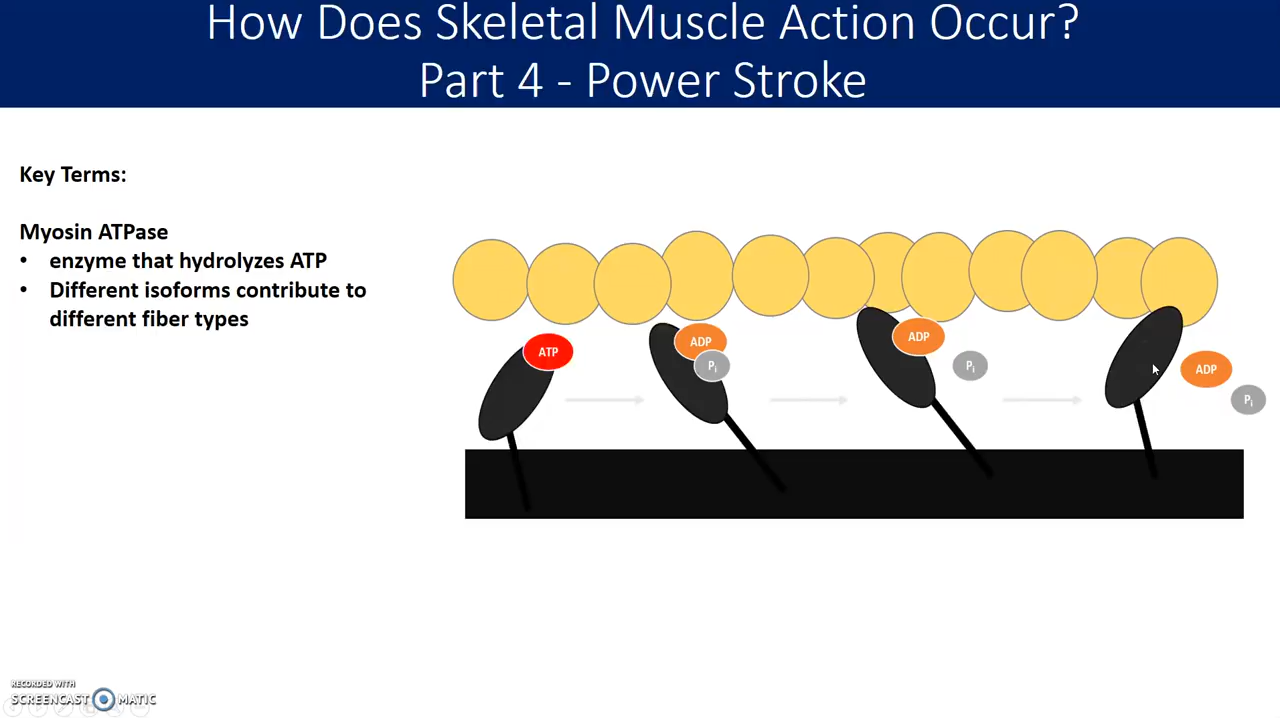 How Does Skeletal Muscle Action Occur?
Part 4 - Power Stroke
Key Terms:
Myosin ATPase
• enzyme that hydrolyzes ATP
• Different isoforms contribute to
different fiber types
ATP
ADP
Pi
ADP
Pi
ADP
Pi
RECORDED WITH
SCREENCAST MATIC